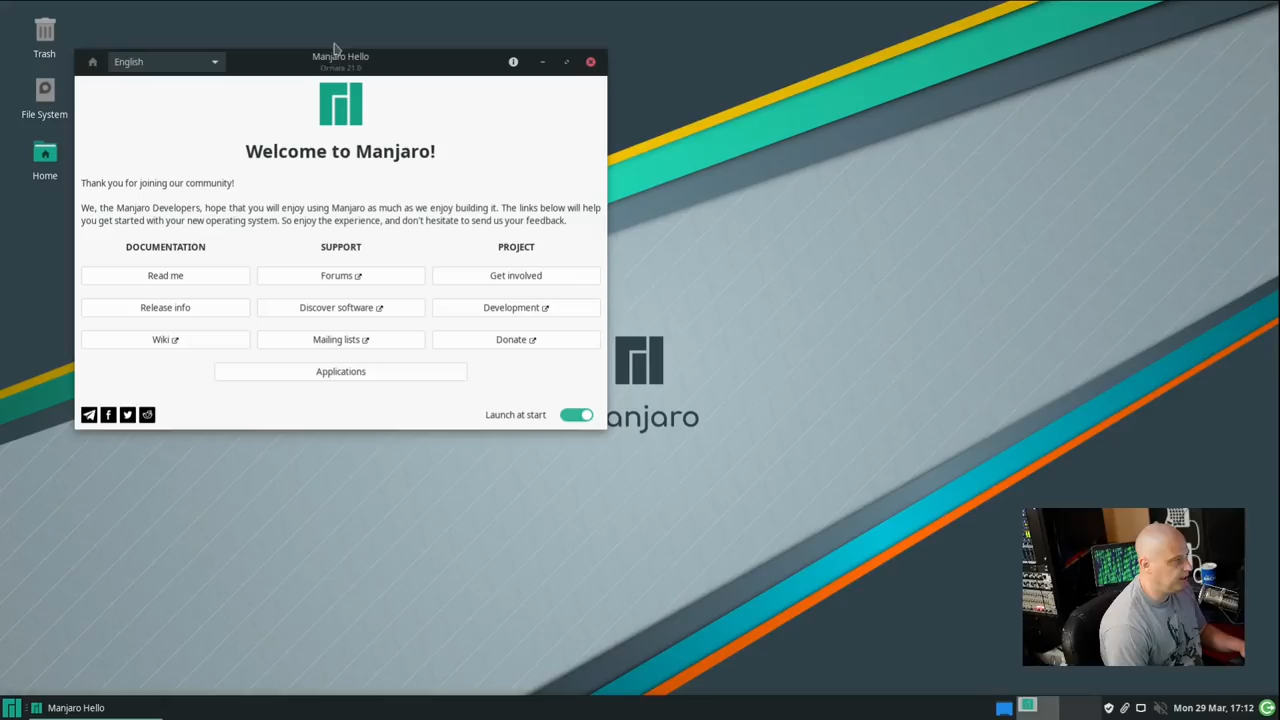 Trash
File System
Home
English
Manjaro Hello
Ornara 21.0
Welcome to Manjaro!
Thank you for joining our community!
We, the Manjaro Developers, hope that you will enjoy using Manjaro as much as we enjoy building it. The links below will help
you get started with your new operating system. So enjoy the experience, and don't hesitate to send us your feedback.
DOCUMENTATION
SUPPORT
PROJECT
Read me
Forums
Get involved
Release info
Discover software
Development
Wiki
Mailing lists
Donate
Applications
Launch at start
anjaro
Manjaro Hello
Mon 29 Mar, 17:12